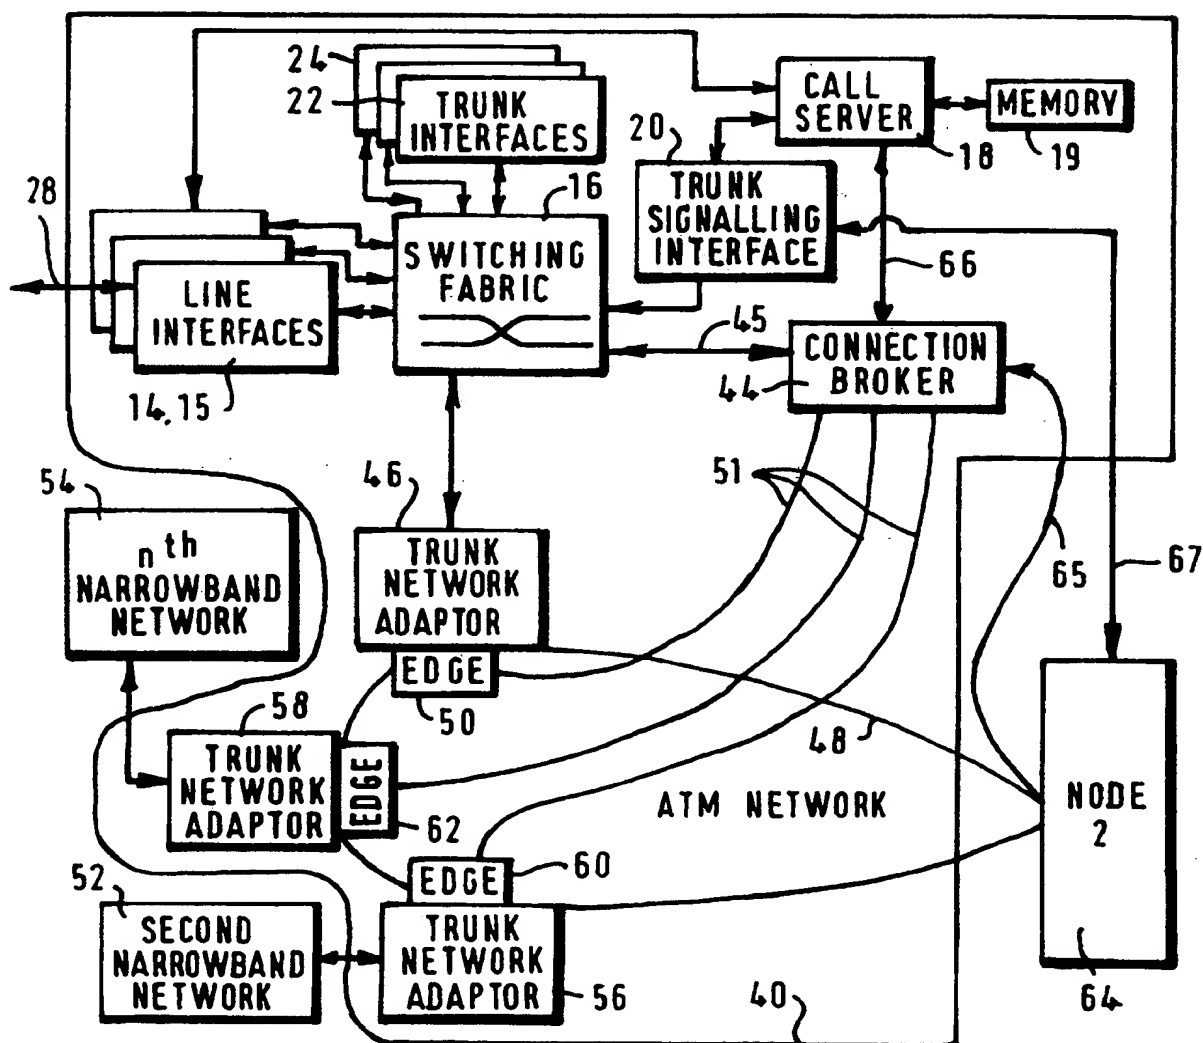 24
22
TRUNK
INTERFACES
CALL
SERVER
MEMORY
20
18
19
28
16
TRUNK
SIGNALLING
INTERFACE
SWITCHING
FABRIC
66
LINE
INTERFACES
45
CONNECTION
BROKER
44
14,15
54
46
51
nth
NARROWBAND
NETWORK
TRUNK
NETWORK
ADAPTOR
65
67
EDGE
50
58
48
TRUNK
NETWORK
ADAPTOR
EDGE
62
ATM NETWORK
NODE
2
52
EDGE
60
SECOND
NARROWBAND
NETWORK
TRUNK
NETWORK
ADAPTOR
56
40
64